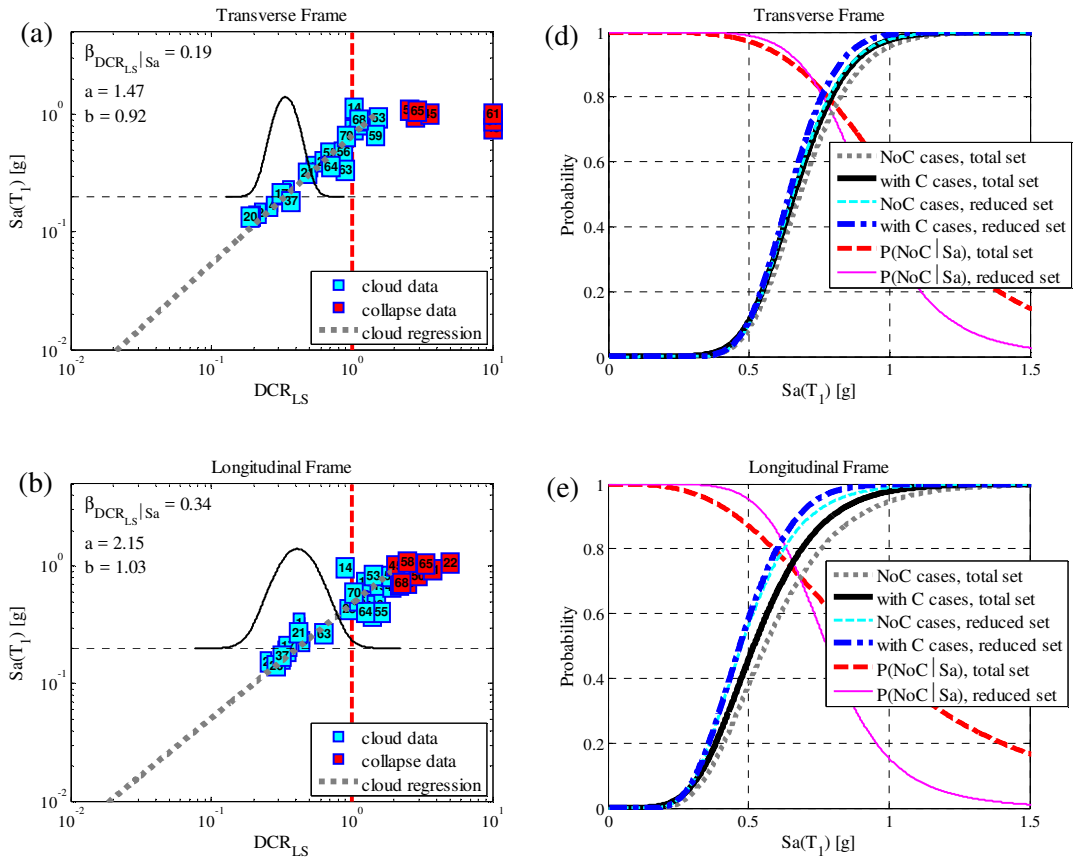 (a)
Transverse Frame
β_DCR_LS|Sa = 0.19
a = 1.47
b = 0.92
Sa(T_1) [g]
10^0
10^-1
10^-2
14
68
53
59
70
56
64
63
37
20
65
61
cloud data
collapse data
cloud regression
10^-2
10^-1
10^0
10^1
DCR_LS
(d)
Transverse Frame
Probability
1
0.8
0.6
0.4
0.2
0
NoC cases, total set
with C cases, total set
NoC cases, reduced set
with C cases, reduced set
P(NoC|Sa), total set
P(NoC|Sa), reduced set
0
0.5
1
1.5
Sa(T_1) [g]
(b)
Longitudinal Frame
β_DCR_LS|Sa = 0.34
a = 2.15
b = 1.03
Sa(T_1) [g]
10^0
10^-1
10^-2
14
53
70
64
55
63
21
37
58
65
22
68
cloud data
collapse data
cloud regression
10^-2
10^-1
10^0
10^1
DCR_LS
(e)
Longitudinal Frame
Probability
1
0.8
0.6
0.4
0.2
0
NoC cases, total set
with C cases, total set
NoC cases, reduced set
with C cases, reduced set
P(NoC|Sa), total set
P(NoC|Sa), reduced set
0
0.5
1
1.5
Sa(T_1) [g]